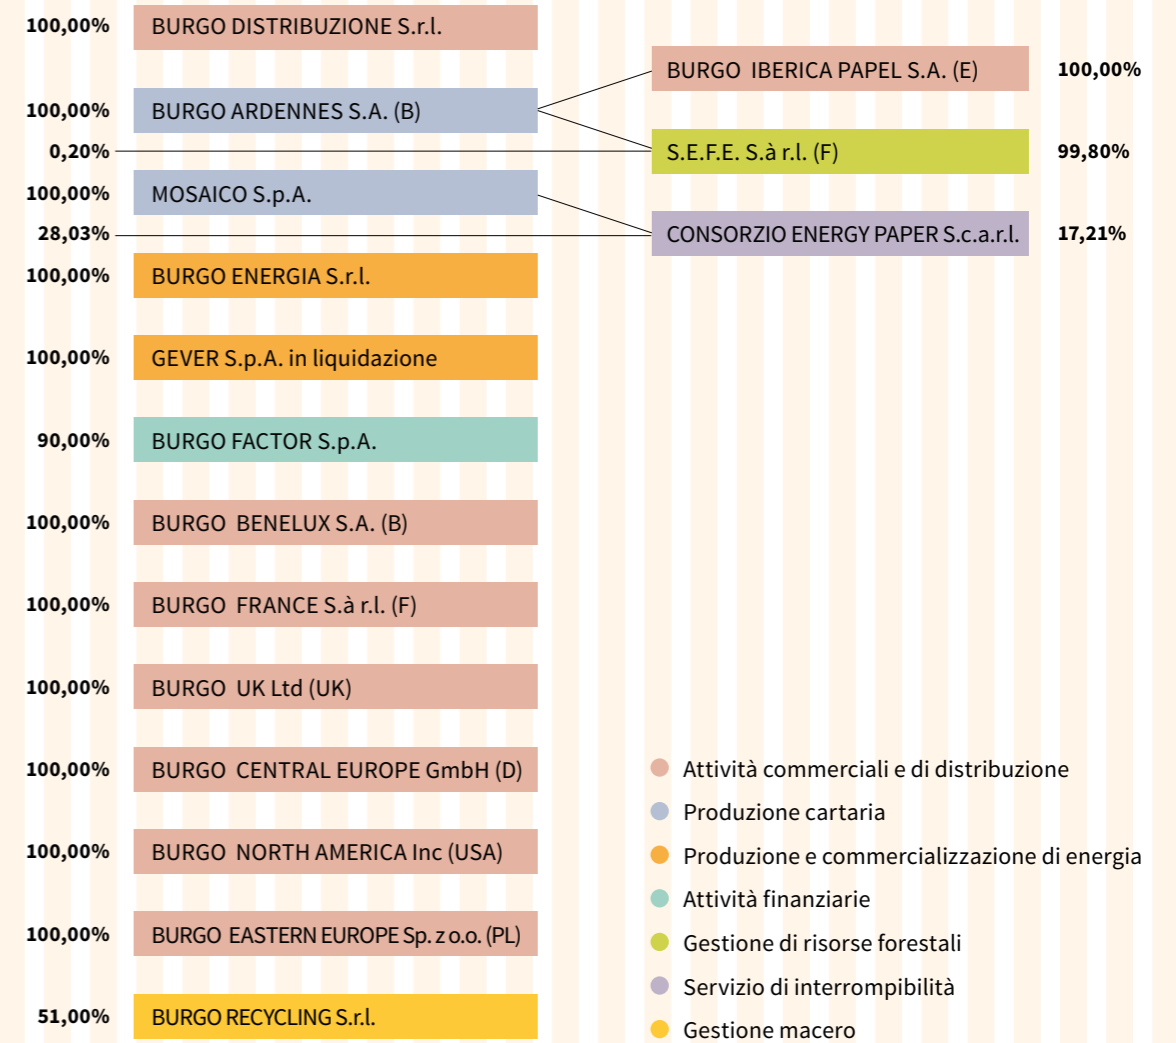 100,00% BURGO DISTRIBUZIONE S.r.l.
BURGO IBERICA PAPEL S.A. (E) 100,00%
100,00% BURGO ARDENNES S.A. (B)
0,20% S.E.F.E. S.à r.l. (F) 99,80%
100,00% MOSAICO S.p.A.
28,03% CONSORZIO ENERGY PAPER S.c.a.r.l. 17,21%
100,00% BURGO ENERGIA S.r.l.
100,00% GEVER S.p.A. in liquidazione
90,00% BURGO FACTOR S.p.A.
100,00% BURGO BENELUX S.A. (B)
100,00% BURGO FRANCE S.à r.l. (F)
100,00% BURGO UK Ltd (UK)
100,00% BURGO CENTRAL EUROPE GmbH (D)
100,00% BURGO NORTH AMERICA Inc (USA)
100,00% BURGO EASTERN EUROPE Sp. z o.o. (PL)
51,00% BURGO RECYCLING S.r.l.
Attività commerciali e di distribuzione
Produzione cartaria
Produzione e commercializzazione di energia
Attività finanziarie
Gestione di risorse forestali
Servizio di interrompibilità
Gestione macero